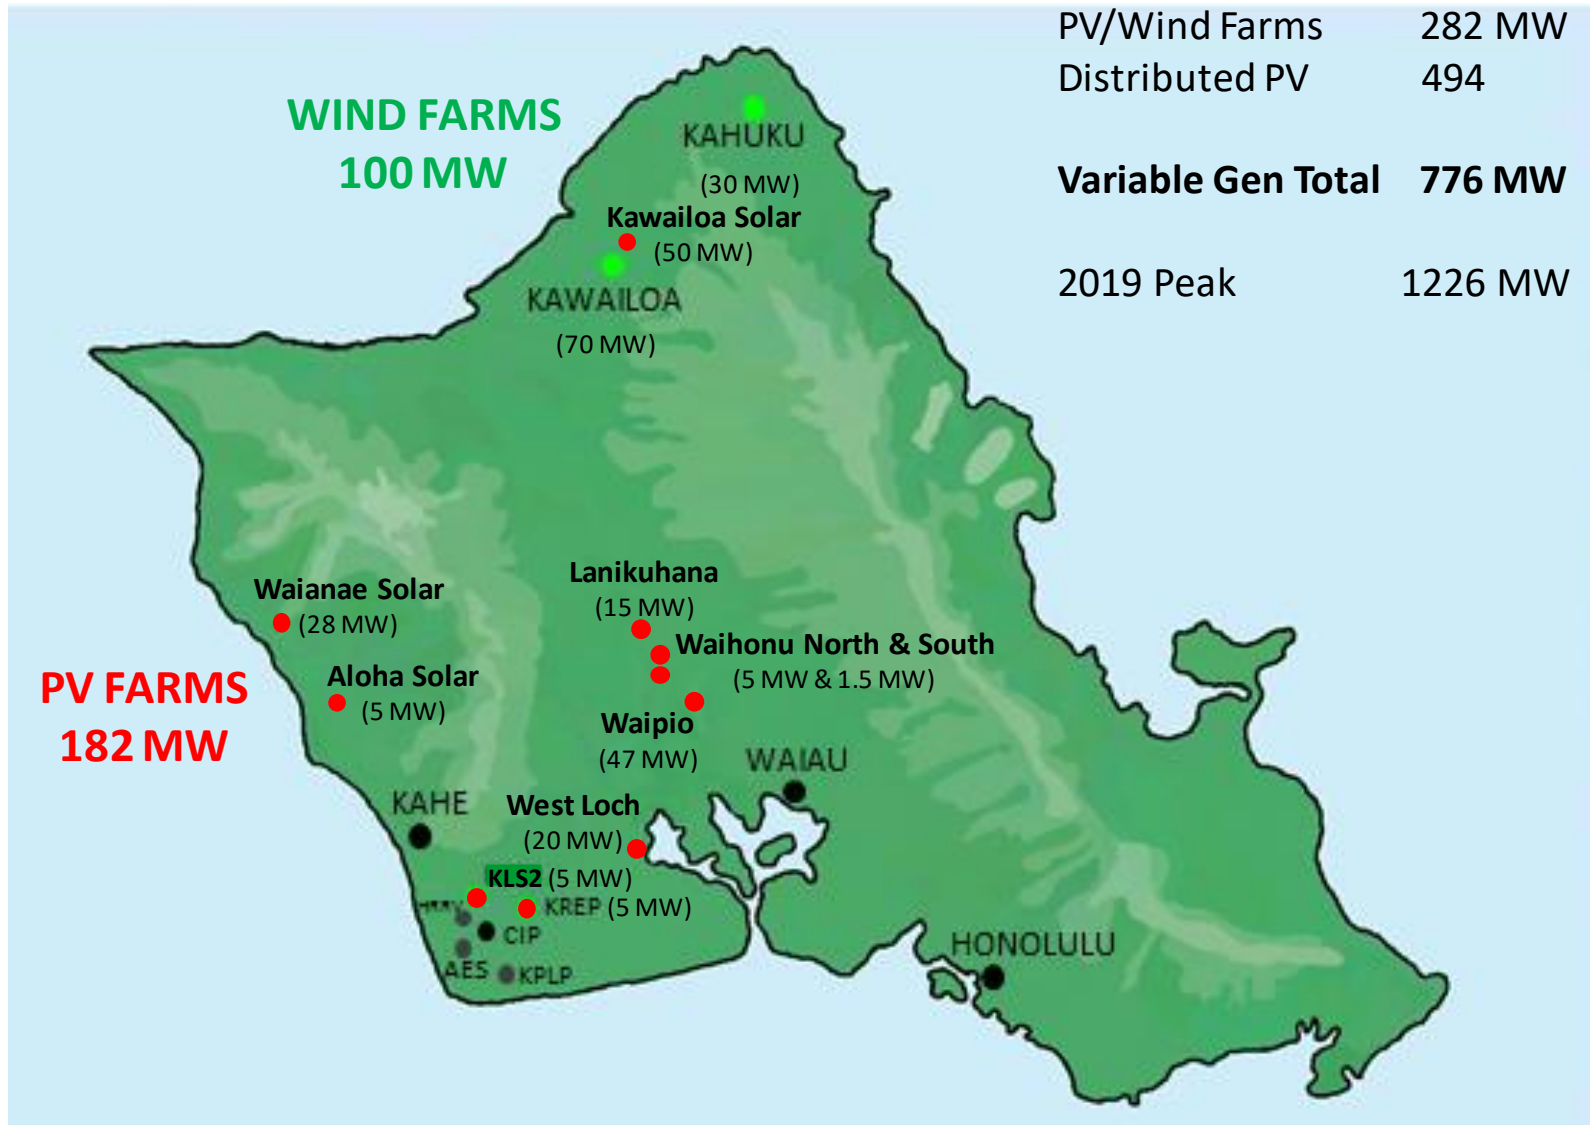 PV/Wind Farms 282 MW
Distributed PV 494
Variable Gen Total 776 MW
2019 Peak 1226 MW
WIND FARMS
100 MW
KAHUKU
(30 MW)
Kawailoa Solar
(50 MW)
KAWAILOA
(70 MW)
Lanikuhana
(15 MW)
Waianae Solar
(28 MW)
Waihonu North & South
(5 MW & 1.5 MW)
PV FARMS
182 MW
Aloha Solar
(5 MW)
Waipio
(47 MW)
WAIAU
KAHE
West Loch
(20 MW)
KLS2 (5 MW)
KREP (5 MW)
CIP
AES
KPLP
HONOLULU